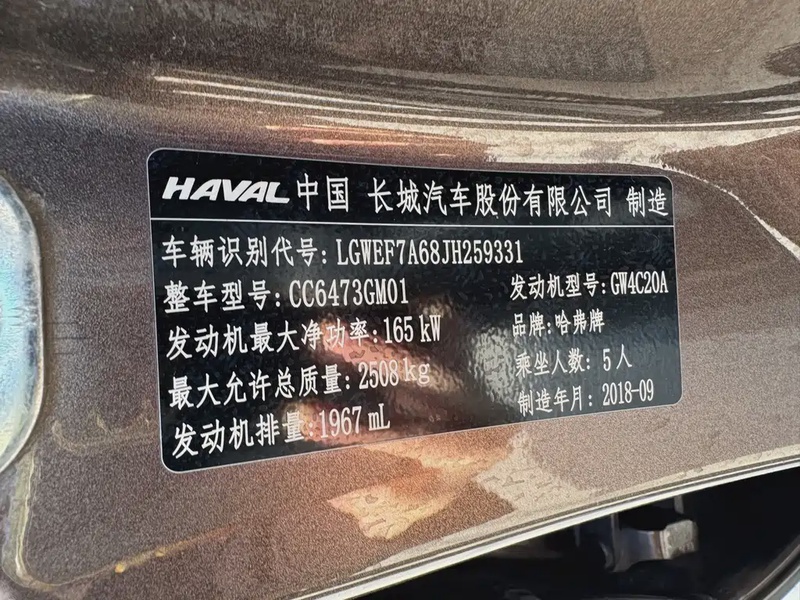 HAVAL 中国 长城汽车股份有限公司 制造
车辆识别代号: LGWEF7A68JH259331
整车型号: CC6473GM01 发动机型号: GW4C20A
发动机最大净功率: 165 kW 品牌: 哈弗牌
最大允许总质量: 2508 kg 乘坐人数: 5 人
发动机排量: 1967 mL 制造年月: 2018-09